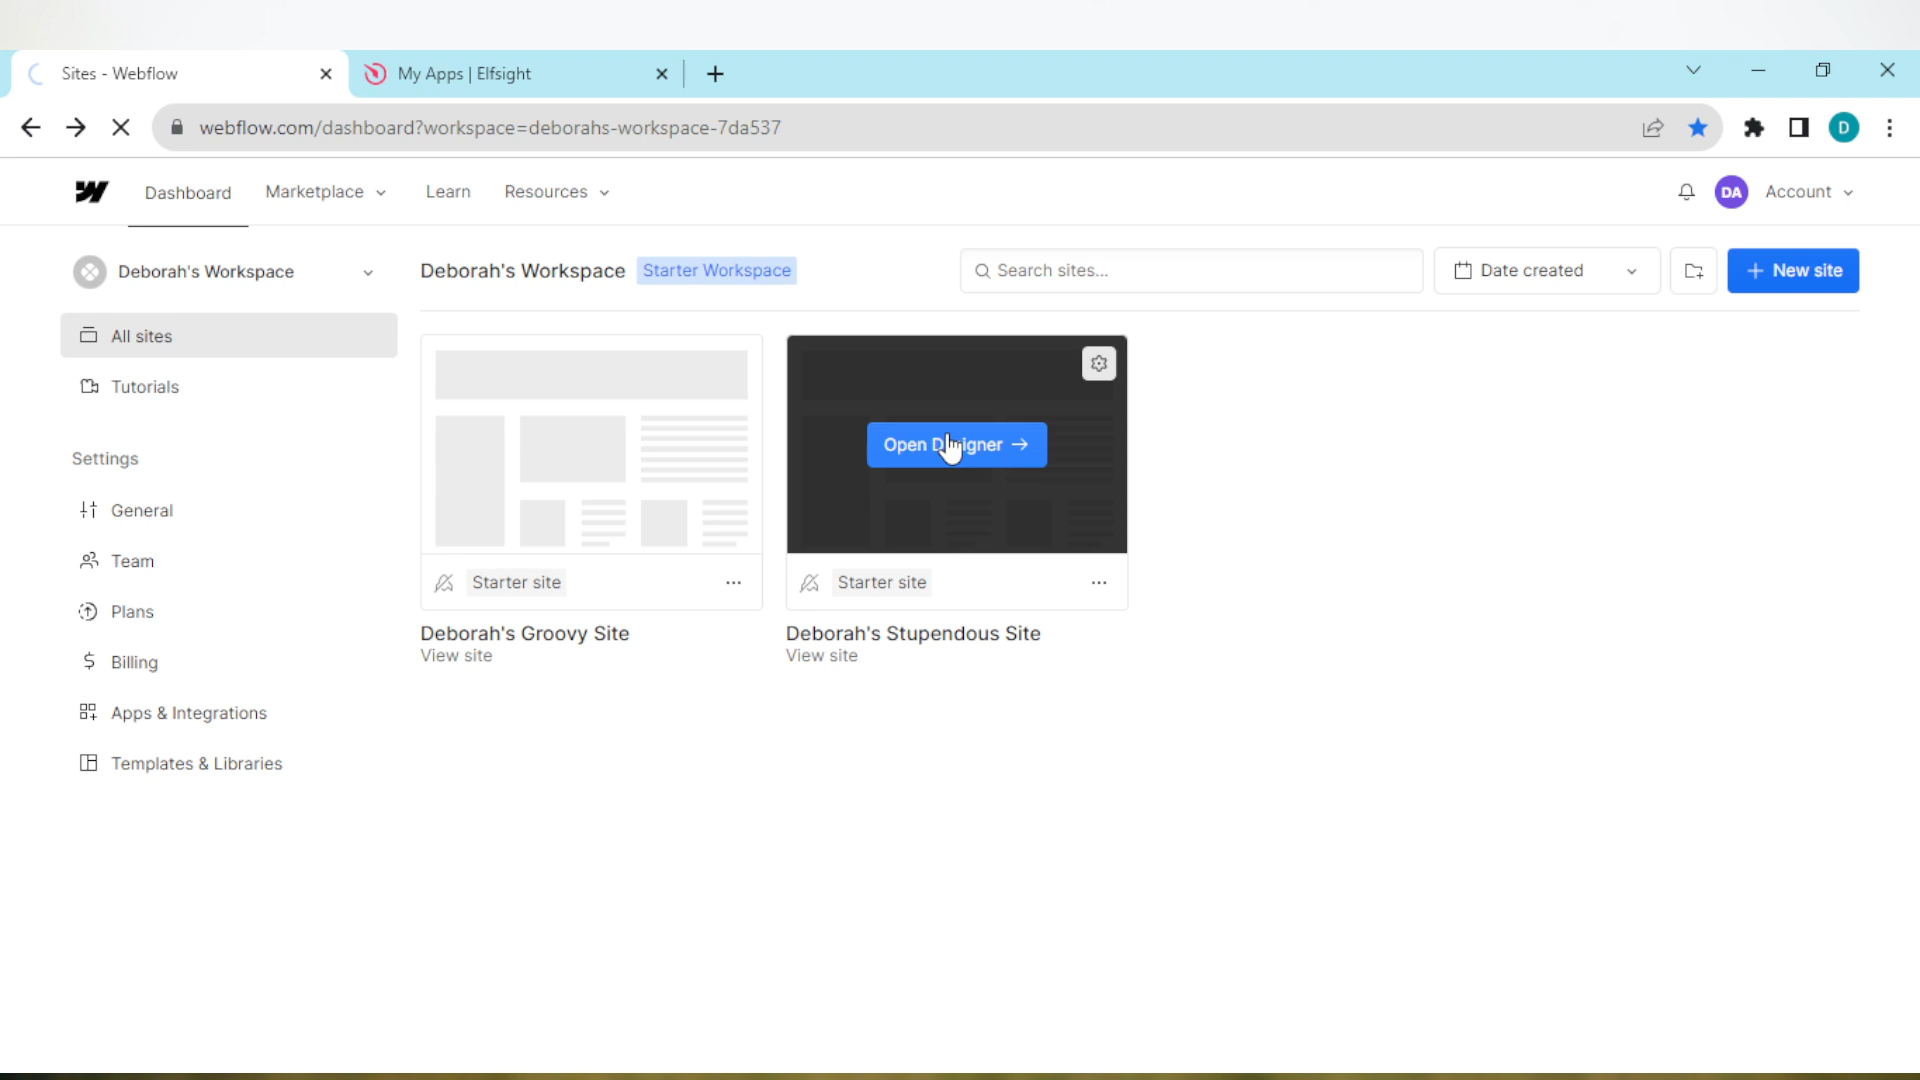 Sites - Webflow
My Apps | Elfsight
webflow.com/dashboard?workspace=deborahs-workspace-7da537
D
Dashboard
Marketplace
Learn
Resources
DA
Account
Deborah's Workspace
Deborah's Workspace
Starter Workspace
Search sites...
Date created
New site
All sites
Tutorials
Settings
General
Team
Plans
Billing
Apps & Integrations
Templates & Libraries
Open Designer
Starter site
Starter site
Deborah's Groovy Site
View site
Deborah's Stupendous Site
View site